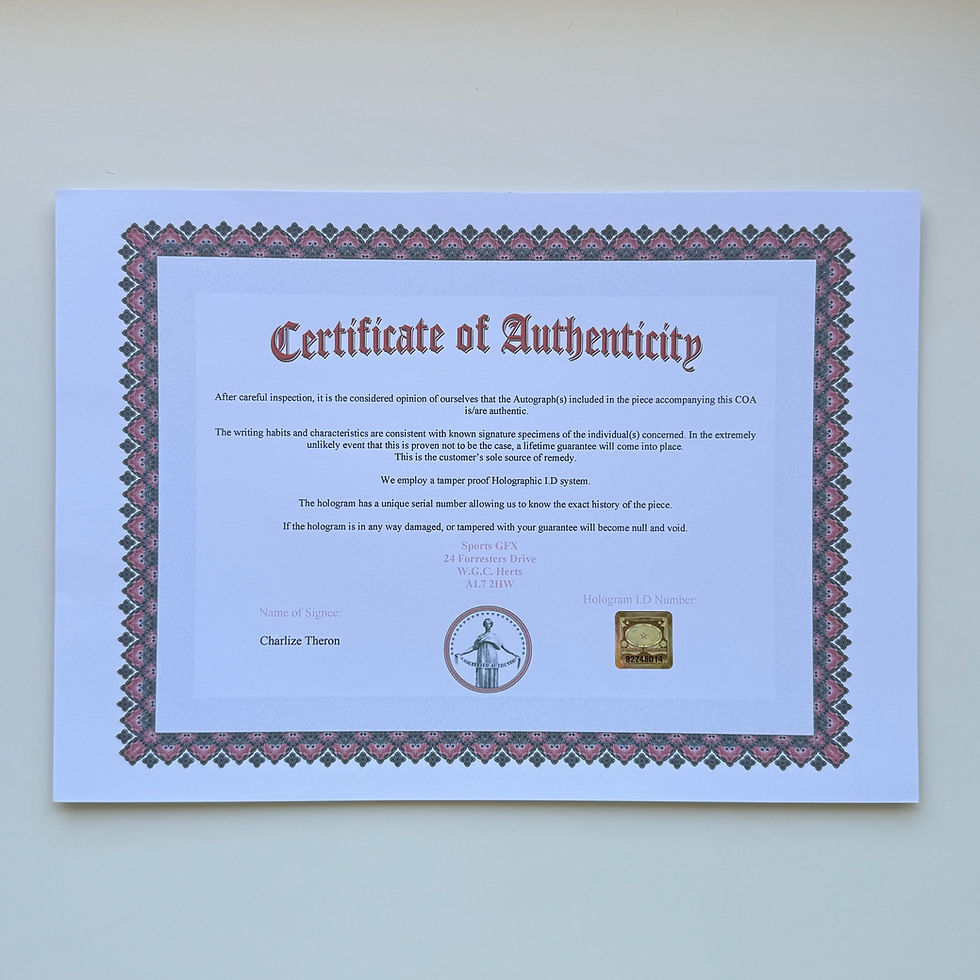 Certificate of Authenticity
After careful inspection, it is the considered opinion of ourselves that the Autograph(s) included in the piece accompanying this COA
is/are authentic.
The writing habits and characteristics are consistent with known signature specimens of the individual(s) concerned. In the extremely
unlikely event that this is proven not to be the case, a lifetime guarantee will come into place.
This is the customer's sole source of remedy.
We employ a tamper proof Holographic I.D system.
The hologram has a unique serial number allowing us to know the exact history of the piece.
If the hologram is in any way damaged, or tampered with your guarantee will become null and void.
Sports GFX
24 Forresters Drive
W.G.C. Herts
AL7 2HW
Name of Signee:
Charlize Theron
Hologram I.D Number:
82746014